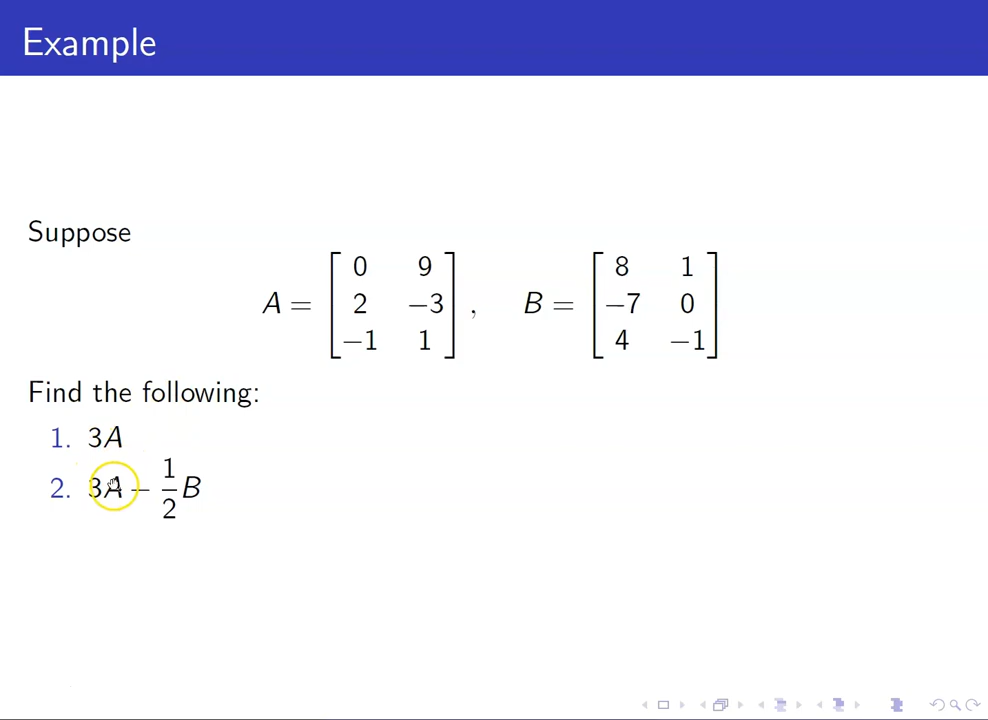 Example
Suppose
A = [ 0 9 ; 2 −3 ; −1 1 ] , B = [ 8 1 ; −7 0 ; 4 −1 ]
Find the following:
1. 3A
2. 3A − 1/2 B